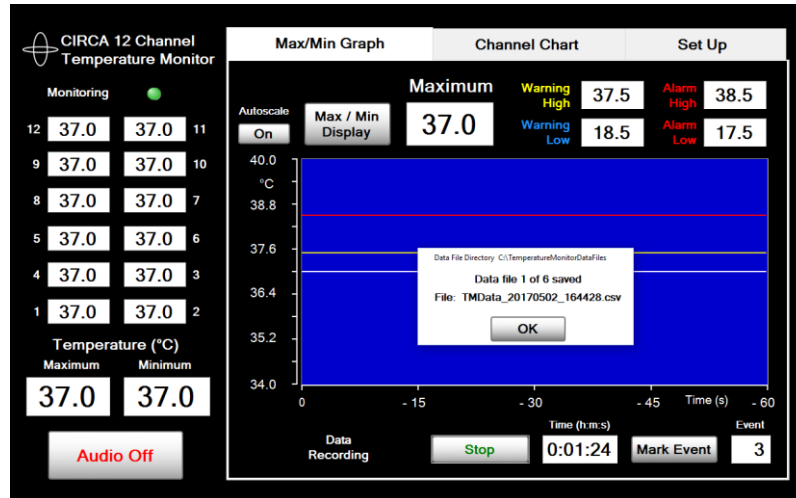 CIRCA 12 Channel
Temperature Monitor
Monitoring
12 37.0 37.0 11
9 37.0 37.0 10
8 37.0 37.0 7
5 37.0 37.0 6
4 37.0 37.0 3
1 37.0 37.0 2
Temperature (°C)
Maximum Minimum
37.0 37.0
Audio Off
Max/Min Graph Channel Chart Set Up
Autoscale
On
Max / Min
Display
Maximum
37.0
Warning
High
37.5
Alarm
High
38.5
Warning
Low
18.5
Alarm
Low
17.5
40.0
°C
38.8
37.6
36.4
35.2
34.0
Data File Directory C:\TemperatureMonitorDataFiles
Data file 1 of 6 saved
File: TMData_20170502_164428.csv
OK
0 - 15 - 30 - 45 Time (s) - 60
Data
Recording
Stop
Time (h:m:s)
0:01:24
Mark Event
Event
3